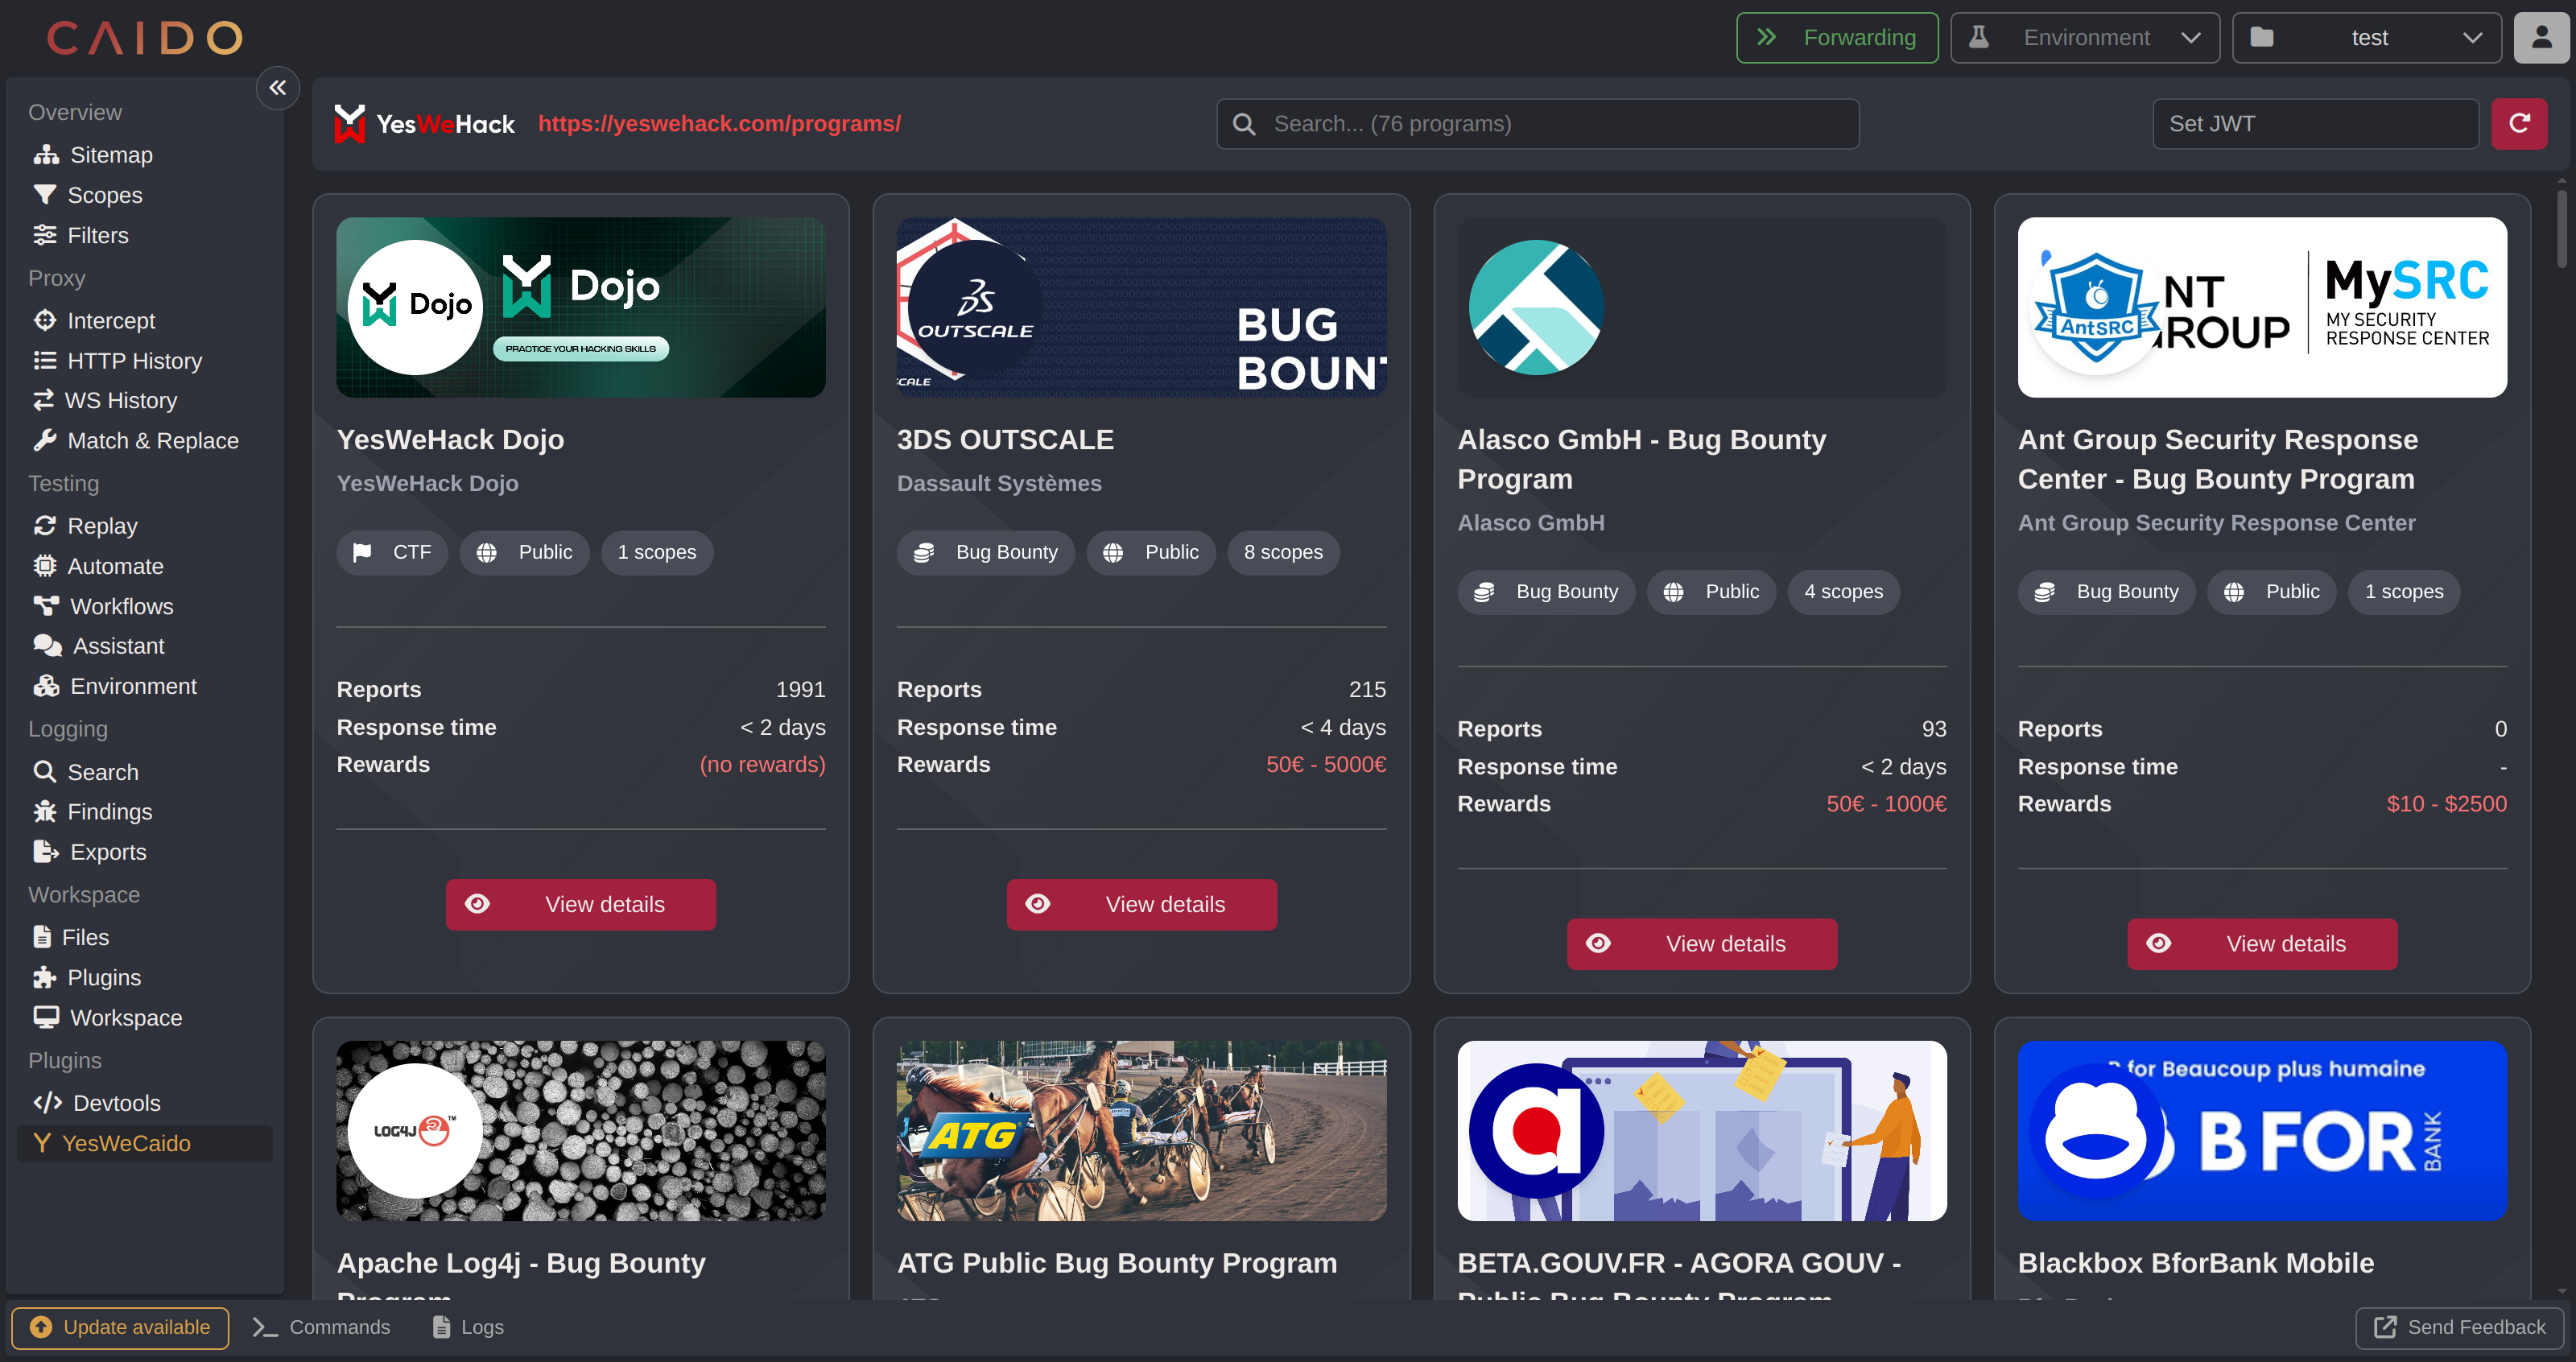 CAIDO
Forwarding
Environment
test
Overview
Sitemap
Scopes
Filters
Proxy
Intercept
HTTP History
WS History
Match & Replace
Testing
Replay
Automate
Workflows
Assistant
Environment
Logging
Search
Findings
Exports
Workspace
Files
Plugins
Workspace
Plugins
Devtools
YesWeCaido
YesWeHack
https://yeswehack.com/programs/
Search... (76 programs)
Set JWT
Dojo
Dojo
PRACTICE YOUR HACKING SKILLS
YesWeHack Dojo
YesWeHack Dojo
CTF
Public
1 scopes
Reports 1991
Response time < 2 days
Rewards (no rewards)
View details
OUTSCALE
SCALE
BUG
BOUNT
3DS OUTSCALE
Dassault Systèmes
Bug Bounty
Public
8 scopes
Reports 215
Response time < 4 days
Rewards 50€ - 5000€
View details
Alasco GmbH - Bug Bounty
Program
Alasco GmbH
Bug Bounty
Public
4 scopes
Reports 93
Response time < 2 days
Rewards 50€ - 1000€
View details
AntSRC
NT
GROUP
MySRC
MY SECURITY
RESPONSE CENTER
Ant Group Security Response
Center - Bug Bounty Program
Ant Group Security Response Center
Bug Bounty
Public
1 scopes
Reports 0
Response time -
Rewards $10 - $2500
View details
LOG4J ™
Apache Log4j - Bug Bounty
Program
ATG
ATG Public Bug Bounty Program
a
BETA.GOUV.FR - AGORA GOUV -
Public Bug Bounty Program
for Beaucoup plus humaine
B FOR
BANK
Blackbox BforBank Mobile
Update available
Commands
Logs
Send Feedback